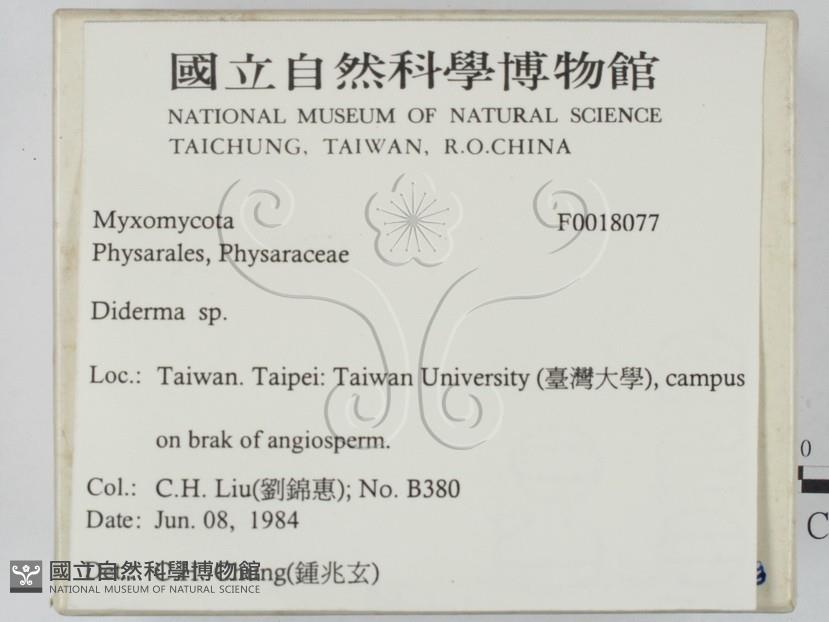 國立自然科學博物館
NATIONAL MUSEUM OF NATURAL SCIENCE
TAICHUNG, TAIWAN, R.O.CHINA
Myxomycota F0018077
Physarales, Physaraceae
Diderma sp.
Loc.: Taiwan. Taipei: Taiwan University (臺灣大學), campus
on brak of angiosperm.
Col.: C.H. Liu(劉錦惠); No. B380
Date: Jun. 08, 1984
(鍾兆玄)
國立自然科學博物館
NATIONAL MUSEUM OF NATURAL SCIENCE
0
C